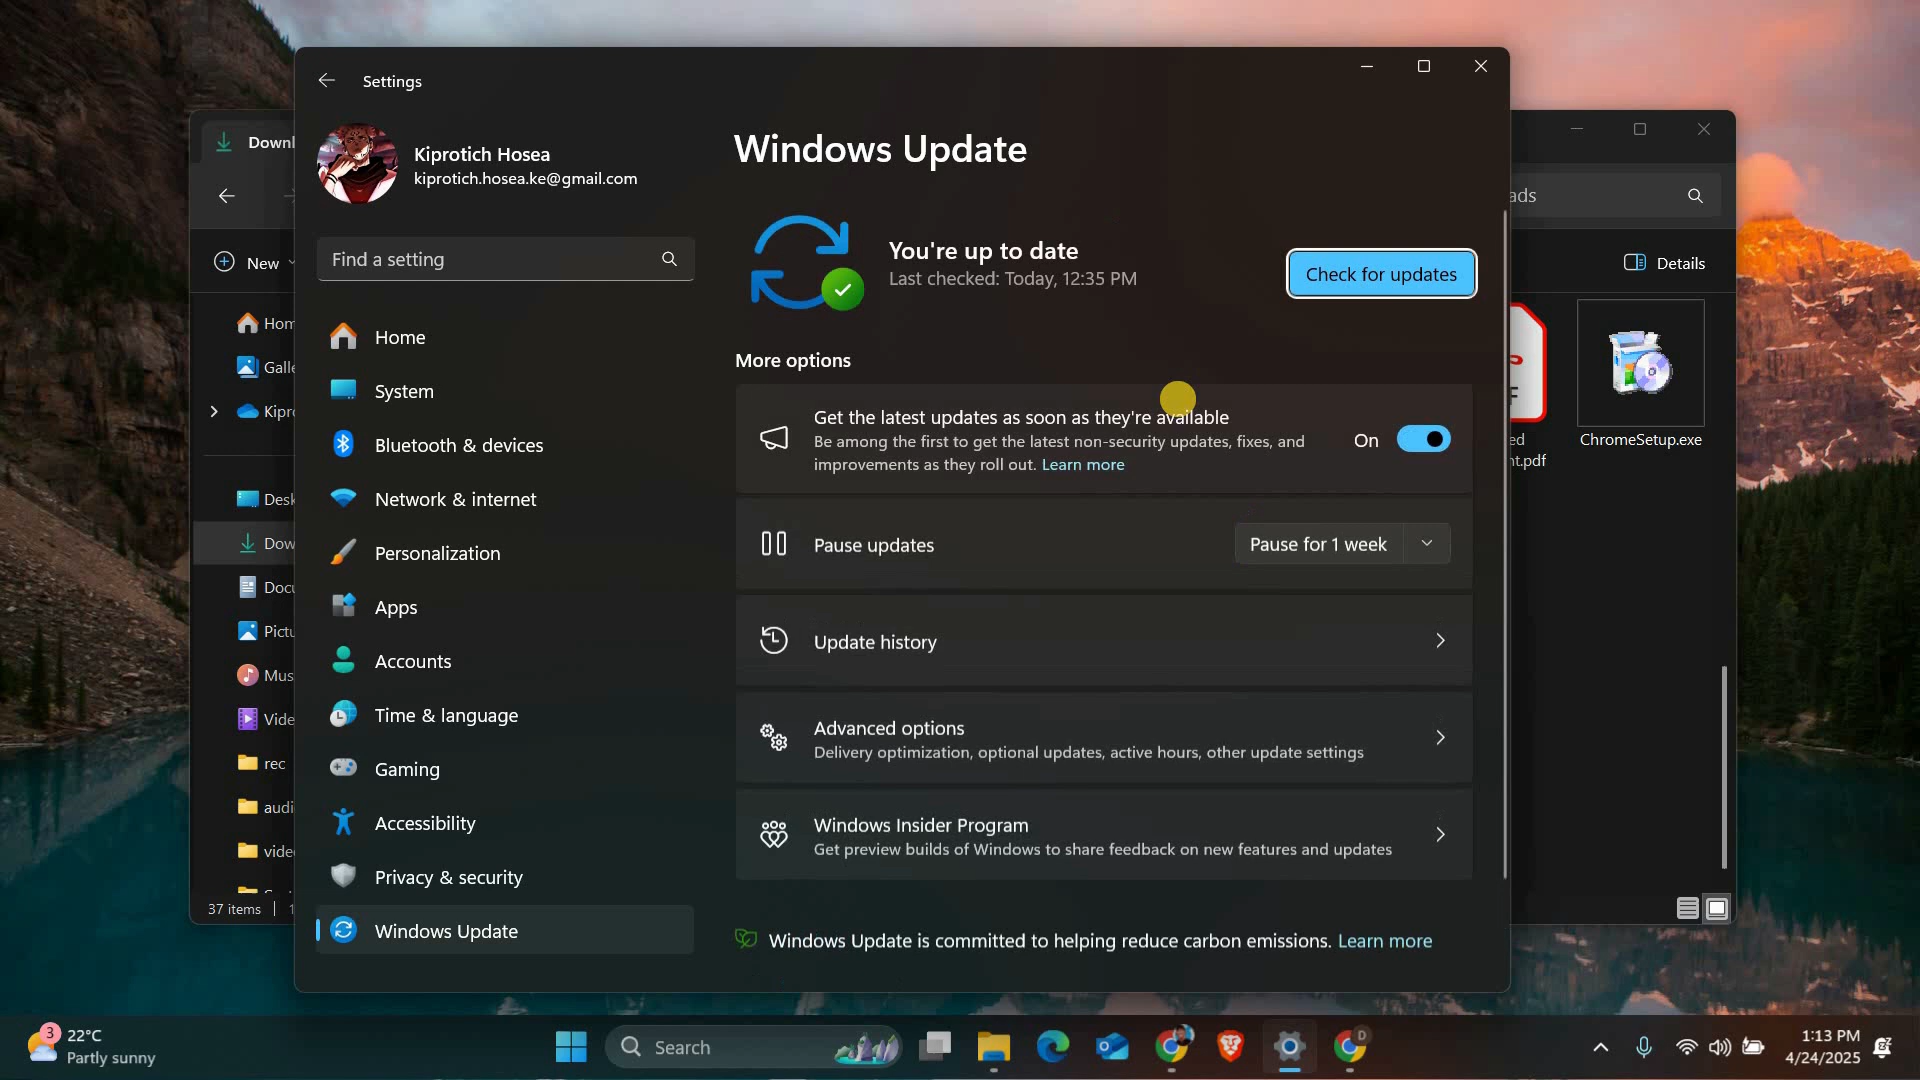 Settings
Kiprotich Hosea
kiprotich.hosea.ke@gmail.com
Find a setting
Home
System
Bluetooth & devices
Network & internet
Personalization
Apps
Accounts
Time & language
Gaming
Accessibility
Privacy & security
Windows Update
Windows Update
You're up to date
Last checked: Today, 12:35 PM
Check for updates
More options
Get the latest updates as soon as they're available
Be among the first to get the latest non-security updates, fixes, and
improvements as they roll out. Learn more
On
Pause updates
Pause for 1 week
Update history
Advanced options
Delivery optimization, optional updates, active hours, other update settings
Windows Insider Program
Get preview builds of Windows to share feedback on new features and updates
Windows Update is committed to helping reduce carbon emissions. Learn more
Downl
New
Hom
Galle
Kipro
Desk
Dow
Docu
Pictu
Mus
Vide
rec
audi
vide
37 items
ads
Details
ed
nt.pdf
ChromeSetup.exe
3
22°C
Partly sunny
Search
D
1:13 PM
4/24/2025